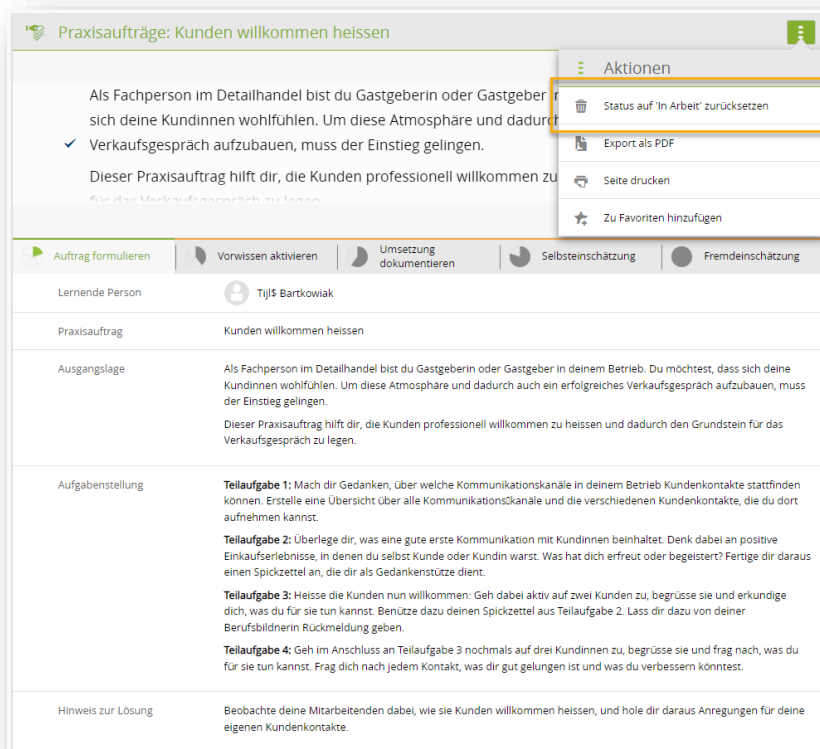 Praxisaufträge: Kunden willkommen heissen
Aktionen
Status auf 'In Arbeit' zurücksetzen
Export als PDF
Seite drucken
Zu Favoriten hinzufügen
Als Fachperson im Detailhandel bist du Gastgeberin oder Gastgeber
sich deine Kundinnen wohlfühlen. Um diese Atmosphäre und dadurch
Verkaufsgespräch aufzubauen, muss der Einstieg gelingen.
Dieser Praxisauftrag hilft dir, die Kunden professionell willkommen zu
für das Verkaufsgespräch zu legen.
Auftrag formulieren
Vorwissen aktivieren
Umsetzung
dokumentieren
Selbsteinschätzung
Fremdeinschätzung
Lernende Person
Tijl$ Bartkowiak
Praxisauftrag
Kunden willkommen heissen
Ausgangslage
Als Fachperson im Detailhandel bist du Gastgeberin oder Gastgeber in deinem Betrieb. Du möchtest, dass sich deine
Kundinnen wohlfühlen. Um diese Atmosphäre und dadurch auch ein erfolgreiches Verkaufsgespräch aufzubauen, muss
der Einstieg gelingen.
Dieser Praxisauftrag hilft dir, die Kunden professionell willkommen zu heissen und dadurch den Grundstein für das
Verkaufsgespräch zu legen.
Aufgabenstellung
Teilaufgabe 1: Mach dir Gedanken, über welche Kommunikationskanäle in deinem Betrieb Kundenkontakte stattfinden
können. Erstelle eine Übersicht über alle Kommunikations▯kanäle und die verschiedenen Kundenkontakte, die du dort
aufnehmen kannst.
Teilaufgabe 2: Überlege dir, was eine gute erste Kommunikation mit Kundinnen beinhaltet. Denk dabei an positive
Einkaufserlebnisse, in denen du selbst Kunde oder Kundin warst. Was hat dich erfreut oder begeistert? Fertige dir daraus
einen Spickzettel an, die dir als Gedankenstütze dient.
Teilaufgabe 3: Heisse die Kunden nun willkommen: Geh dabei aktiv auf zwei Kunden zu, begrüsse sie und erkundige
dich, was du für sie tun kannst. Benütze dazu deinen Spickzettel aus Teilaufgabe 2. Lass dir dazu von deiner
Berufsbildnerin Rückmeldung geben.
Teilaufgabe 4: Geh im Anschluss an Teilaufgabe 3 nochmals auf drei Kundinnen zu, begrüsse sie und frag nach, was du
für sie tun kannst. Frag dich nach jedem Kontakt, was dir gut gelungen ist und was du verbessern könntest.
Hinweis zur Lösung
Beobachte deine Mitarbeitenden dabei, wie sie Kunden willkommen heissen, und hole dir daraus Anregungen für deine
eigenen Kundenkontakte.